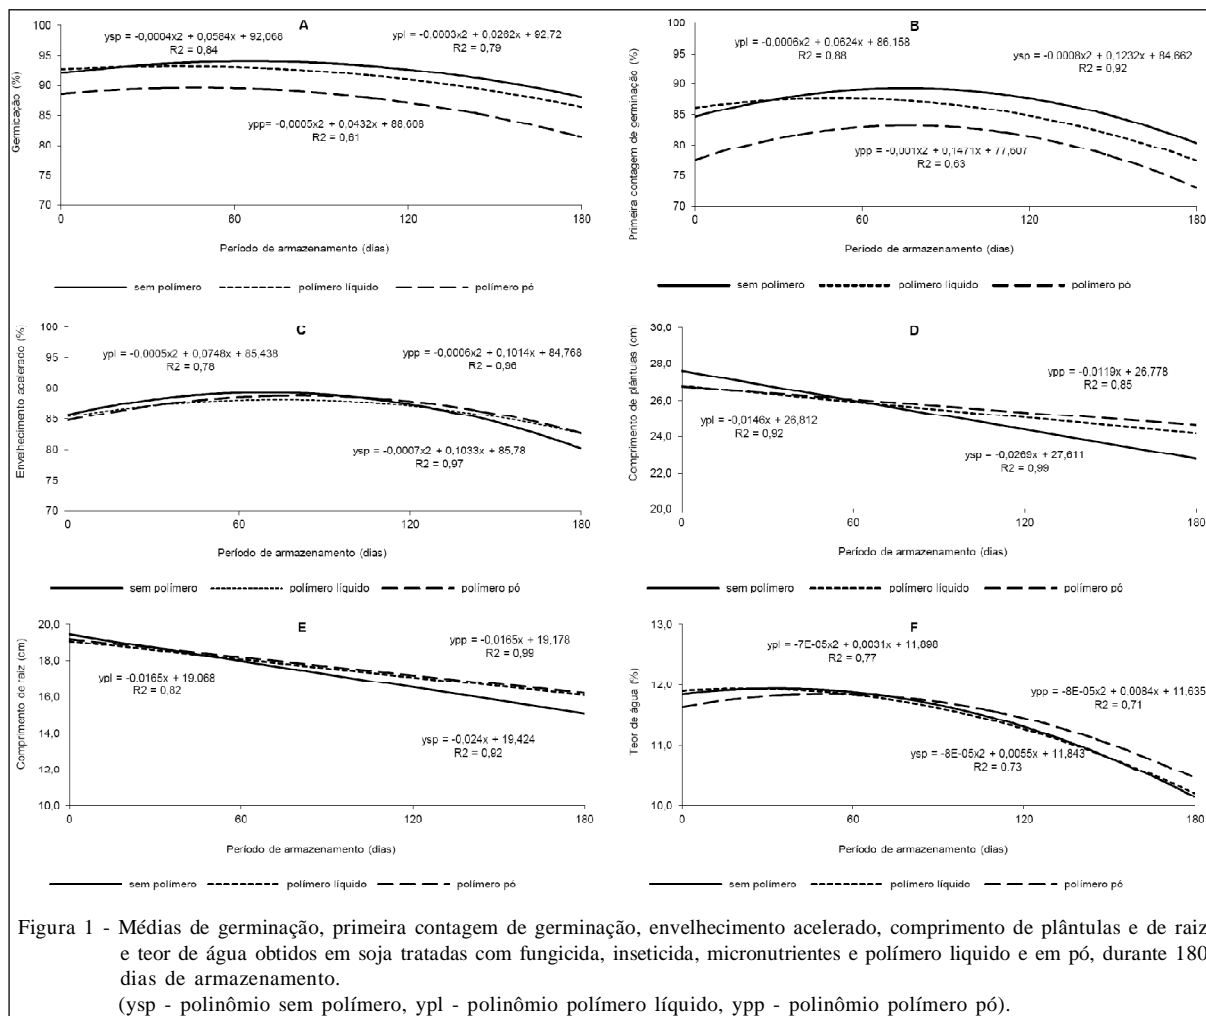 A
ysp = -0,0004x2 + 0,0584x + 92,068
R2 = 0,84
ypl = -0,0003x2 + 0,0262x + 92,72
R2 = 0,79
ypp = -0,0005x2 + 0,0432x + 88,608
R2 = 0,61
Germicação (%)
100
95
90
85
80
75
70
0
60
120
180
Período de armazenamento (dias)
sem polímero
polímero líquido
polímero pó
B
ypl = -0,0006x2 + 0,0624x + 86,158
R2 = 0,88
ysp = -0,0008x2 + 0,1232x + 84,662
R2 = 0,92
ypp = -0,001x2 + 0,1471x + 77,607
R2 = 0,63
Primeira contagem de germinação (%)
100
95
90
85
80
75
70
0
60
120
180
Período de armazenamento (dias)
sem polímero
polímero líquido
polímero pó
C
ypl = -0,0005x2 + 0,0748x + 85,438
R2 = 0,78
ypp = -0,0006x2 + 0,1014x + 84,768
R2 = 0,96
ysp = -0,0007x2 + 0,1033x + 85,78
R2 = 0,97
Envelhecimento acelerado (%)
100
95
90
85
80
75
70
0
60
120
180
Período de armazenamento (dias)
sem polímero
polímero líquido
polímero pó
D
ypp = -0,0119x + 26,778
R2 = 0,85
ypl = -0,0146x + 26,812
R2 = 0,92
ysp = -0,0269x + 27,611
R2 = 0,99
Comprimento de plântuas (cm)
30,0
28,0
26,0
24,0
22,0
20,0
0
60
120
180
Período de armazenamento (dias)
sem polímero
polímero líquido
polímero pó
E
ypp = -0,0165x + 19,178
R2 = 0,99
ypl = -0,0165x + 19,068
R2 = 0,82
ysp = -0,024x + 19,424
R2 = 0,92
Comprimento de raiz (cm)
20,0
18,0
16,0
14,0
12,0
10,0
0
60
120
180
Período de armazenamento (dias)
sem polímero
polímero líquido
polímero pó
F
ypl = -7E-05x2 + 0,0031x + 11,898
R2 = 0,77
ypp = -8E-05x2 + 0,0084x + 11,635
R2 = 0,71
ysp = -8E-05x2 + 0,0055x + 11,843
R2 = 0,73
Teor de água (%)
13,0
12,0
11,0
10,0
0
60
120
180
Período de armazenamento (dias)
sem polímero
polímero líquido
polímero pó
Figura 1 - Médias de germinação, primeira contagem de germinação, envelhecimento acelerado, comprimento de plântulas e de raiz
e teor de água obtidos em soja tratadas com fungicida, inseticida, micronutrientes e polímero liquido e em pó, durante 180
dias de armazenamento.
(ysp - polinômio sem polímero, ypl - polinômio polímero líquido, ypp - polinômio polímero pó).